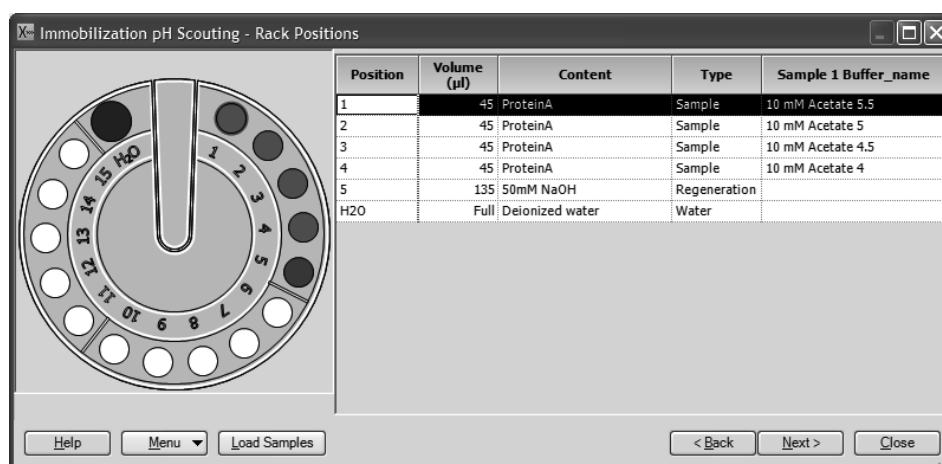 Immobilization pH Scouting - Rack Positions
Position Volume (µl) Content Type Sample 1 Buffer_name
1 45 ProteinA Sample 10 mM Acetate 5.5
2 45 ProteinA Sample 10 mM Acetate 5
3 45 ProteinA Sample 10 mM Acetate 4.5
4 45 ProteinA Sample 10 mM Acetate 4
5 135 50mM NaOH Regeneration
H2O Full Deionized water Water
1
2
3
4
5
6
7
8
9
10
11
12
13
14
15
H2O
Help Menu Load Samples < Back Next > Close